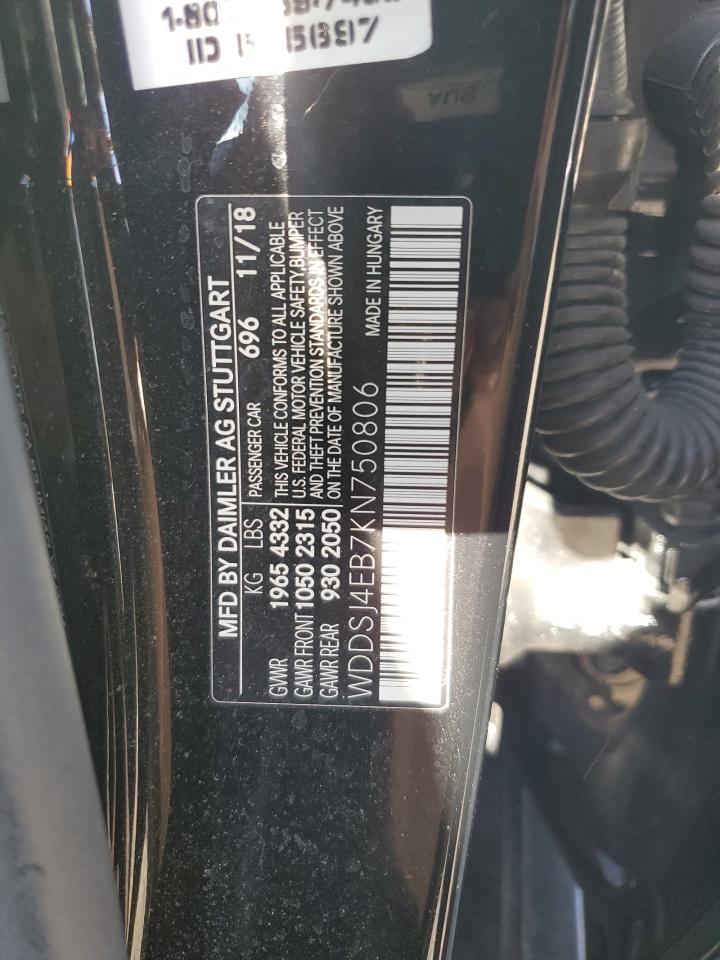 MFD BY DAIMLER AG STUTTGART
KG LBS PASSENGER CAR 696 11/18
GVWR 1965 4332
GAWR FRONT 1050 2315
GAWR REAR 930 2050
THIS VEHICLE CONFORMS TO ALL APPLICABLE
U.S. FEDERAL MOTOR VEHICLE SAFETY,BUMPER
AND THEFT PREVENTION STANDARDS IN EFFECT
ON THE DATE OF MANUFACTURE SHOWN ABOVE
WDDSJ4EB7KN750806
MADE IN HUNGARY